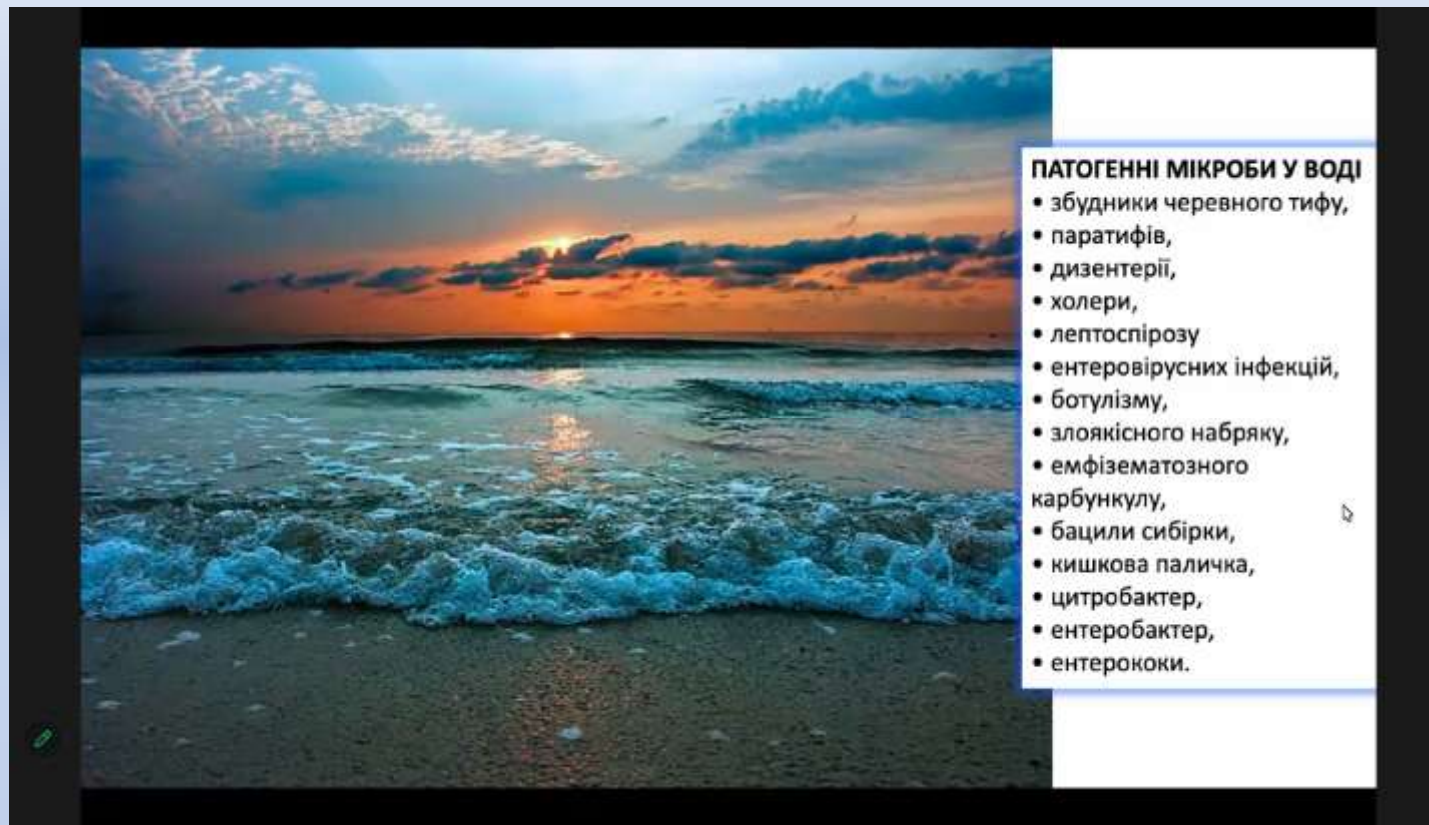 ПАТОГЕННІ МІКРОБИ У ВОДІ
• збудники черевного тифу,
• паратифів,
• дизентерії,
• холери,
• лептоспірозу
• ентеровірусних інфекцій,
• ботулізму,
• злоякісного набряку,
• емфізематозного
карбункулу,
• бацили сибірки,
• кишкова паличка,
• цитробактер,
• ентеробактер,
• ентерококи.